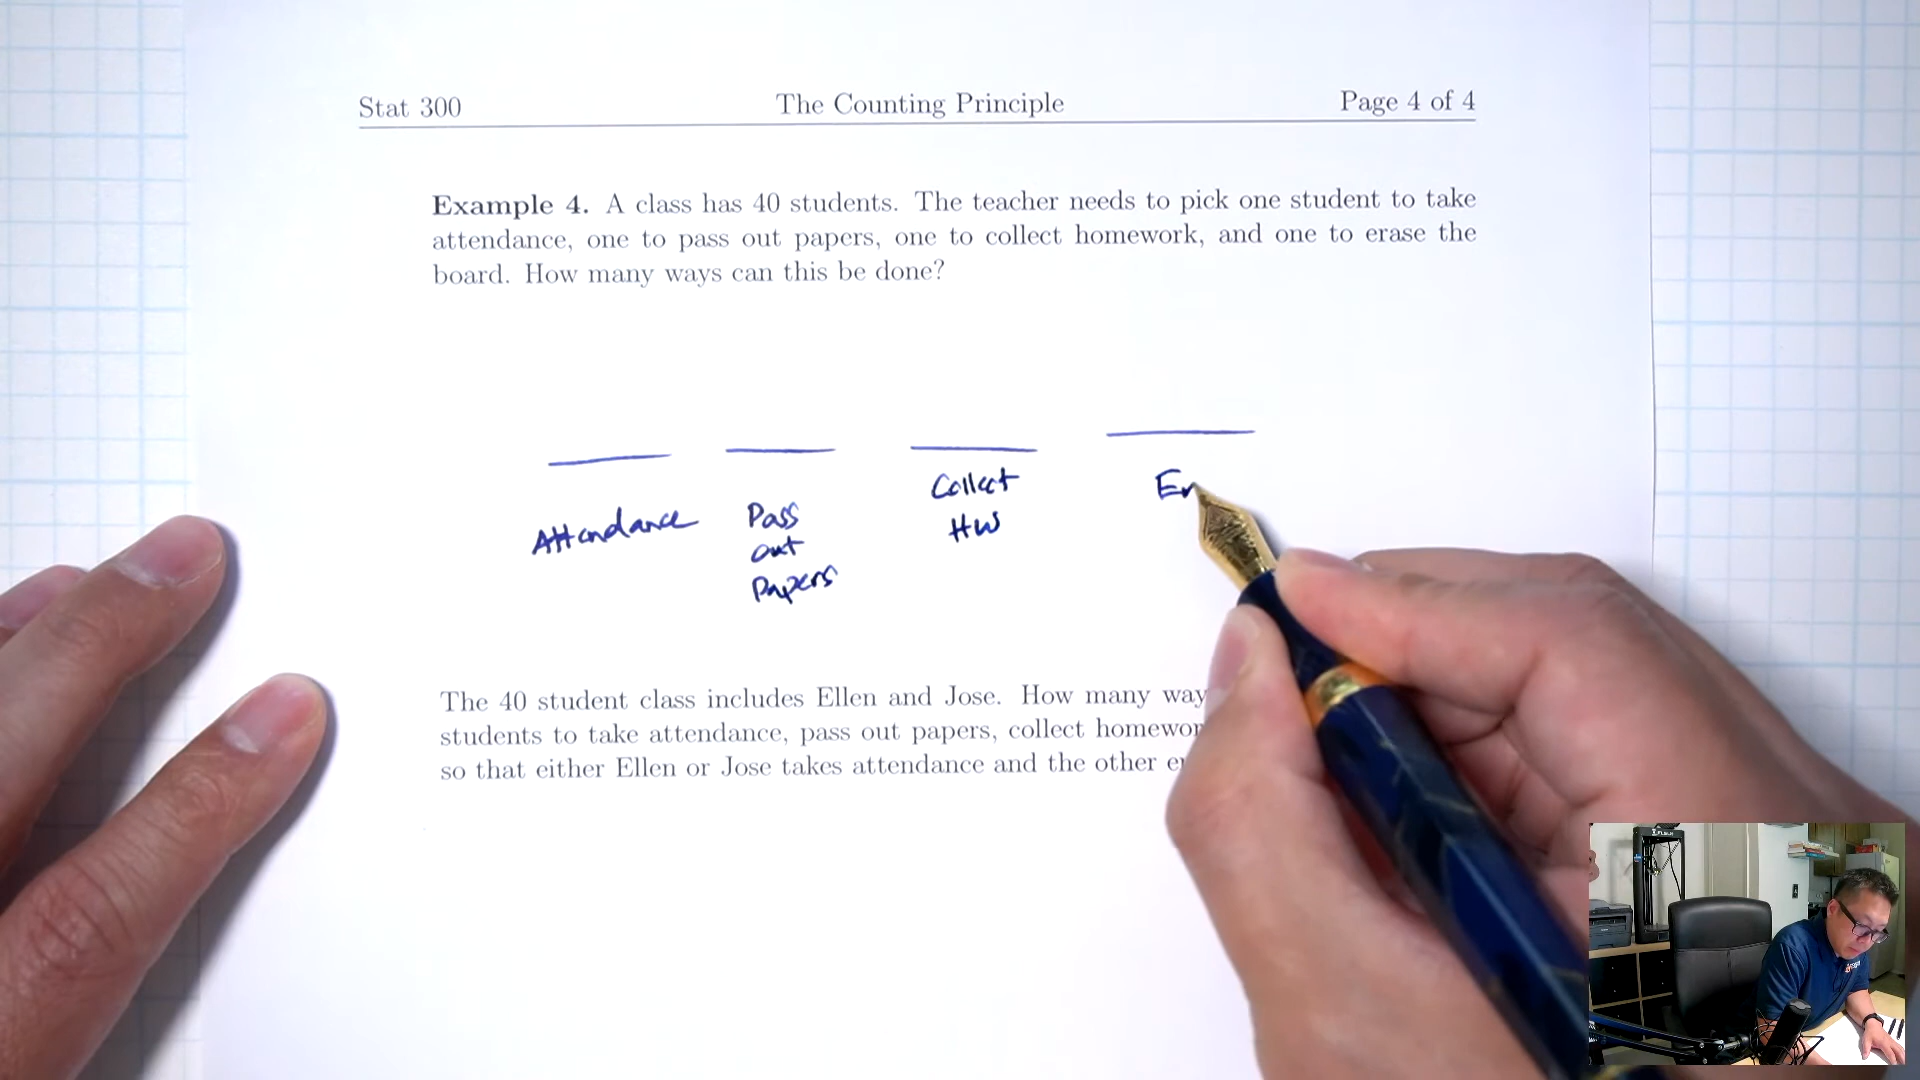 Stat 300
The Counting Principle
Page 4 of 4
Example 4. A class has 40 students. The teacher needs to pick one student to take
attendance, one to pass out papers, one to collect homework, and one to erase the
board. How many ways can this be done?
Attendance
Pass
out
Papers
Collect
HW
Er
The 40 student class includes Ellen and Jose. How many way
students to take attendance, pass out papers, collect homewor
so that either Ellen or Jose takes attendance and the other er